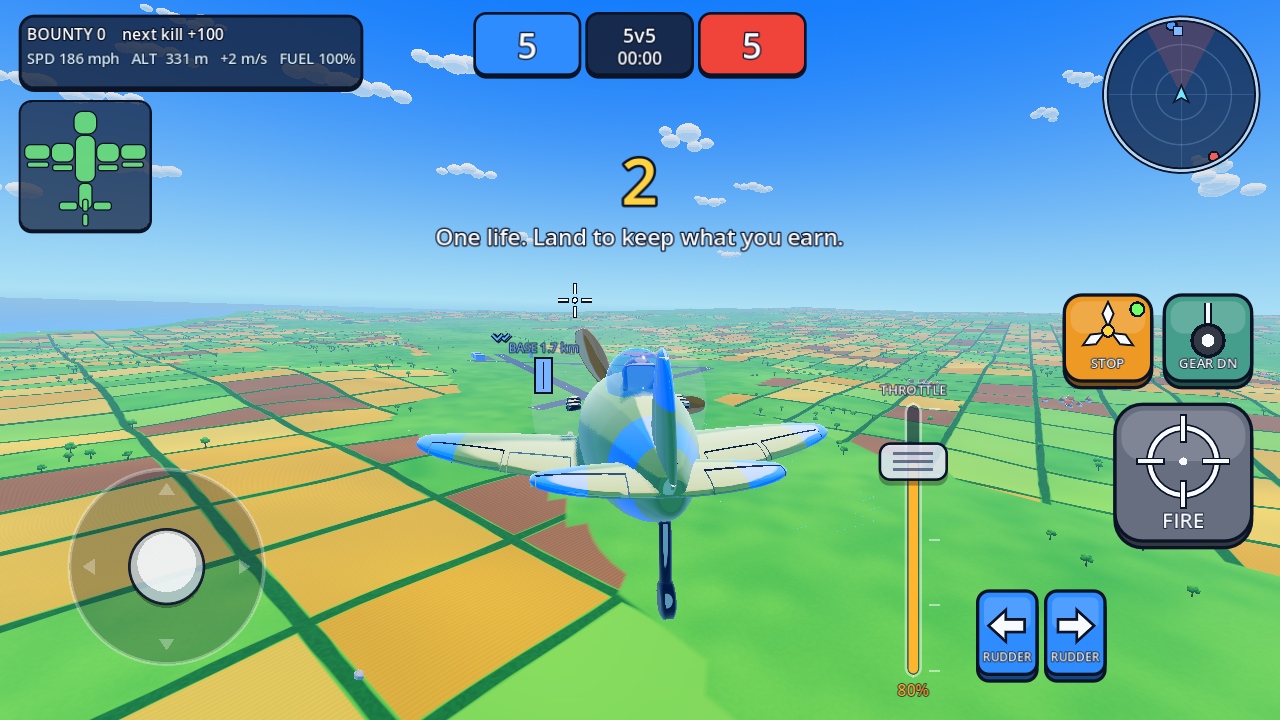 BOUNTY 0 next kill +100
SPD 186 mph ALT 331 m +2 m/s FUEL 100%
5
5v5
00:00
5
2
One life. Land to keep what you earn.
BASE 1.7 km
STOP
GEAR DN
THROTTLE
FIRE
RUDDER
RUDDER
80%